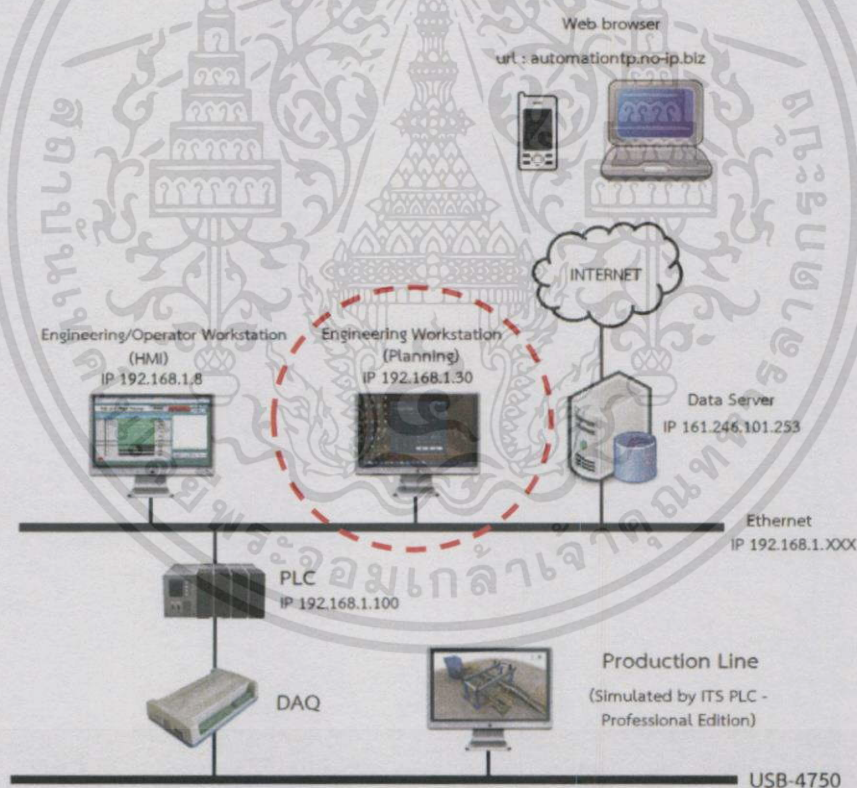 Web browser
url : automationtp.no-ip.biz
INTERNET
Engineering/Operator Workstation
(HMI)
IP 192.168.1.8
Engineering Workstation
(Planning)
IP 192.168.1.30
Data Server
IP 161.246.101.253
Ethernet
IP 192.168.1.XXX
PLC
IP 192.168.1.100
DAQ
Production Line
(Simulated by ITS PLC -
Professional Edition)
USB-4750